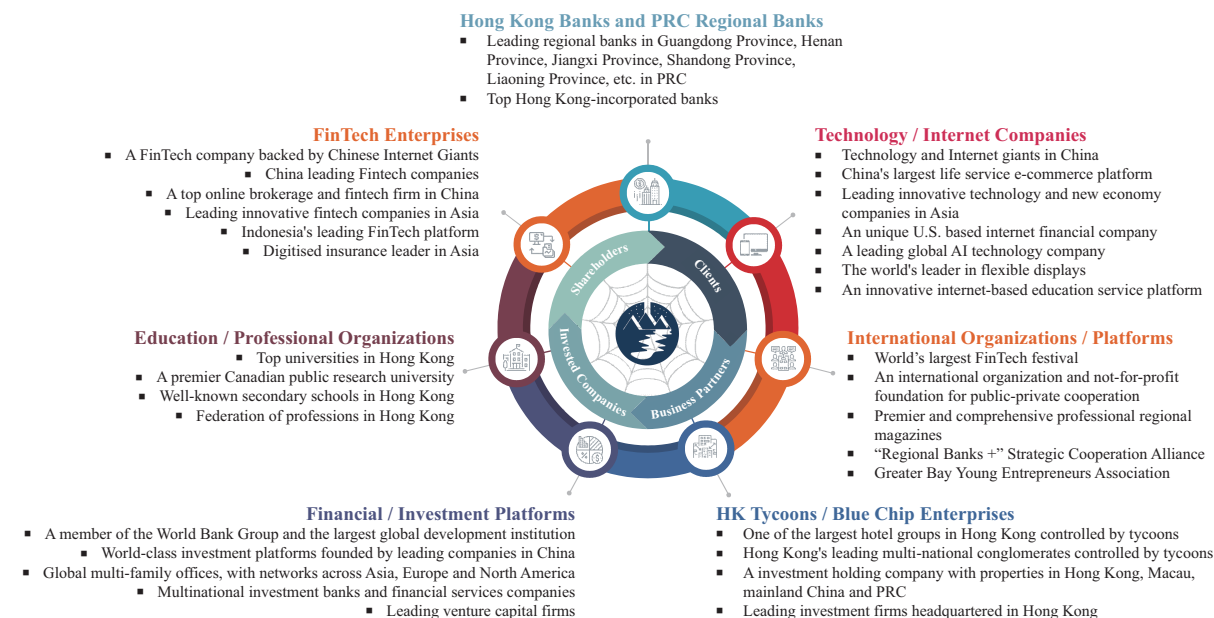 Hong Kong Banks and PRC Regional Banks
▪ Leading regional banks in Guangdong Province, Henan
Province, Jiangxi Province, Shandong Province,
Liaoning Province, etc. in PRC
▪ Top Hong Kong-incorporated banks
FinTech Enterprises
▪ A FinTech company backed by Chinese Internet Giants
▪ China leading Fintech companies
▪ A top online brokerage and fintech firm in China
▪ Leading innovative fintech companies in Asia
▪ Indonesia's leading FinTech platform
▪ Digitised insurance leader in Asia
Technology / Internet Companies
▪ Technology and Internet giants in China
▪ China's largest life service e-commerce platform
▪ Leading innovative technology and new economy
companies in Asia
▪ An unique U.S. based internet financial company
▪ A leading global AI technology company
▪ The world's leader in flexible displays
▪ An innovative internet-based education service platform
Shareholders
Clients
Invested Companies
Business Partners
Education / Professional Organizations
▪ Top universities in Hong Kong
▪ A premier Canadian public research university
▪ Well-known secondary schools in Hong Kong
▪ Federation of professions in Hong Kong
International Organizations / Platforms
▪ World’s largest FinTech festival
▪ An international organization and not-for-profit
foundation for public-private cooperation
▪ Premier and comprehensive professional regional
magazines
▪ “Regional Banks +” Strategic Cooperation Alliance
▪ Greater Bay Young Entrepreneurs Association
Financial / Investment Platforms
▪ A member of the World Bank Group and the largest global development institution
▪ World-class investment platforms founded by leading companies in China
▪ Global multi-family offices, with networks across Asia, Europe and North America
▪ Multinational investment banks and financial services companies
▪ Leading venture capital firms
HK Tycoons / Blue Chip Enterprises
▪ One of the largest hotel groups in Hong Kong controlled by tycoons
▪ Hong Kong's leading multi-national conglomerates controlled by tycoons
▪ A investment holding company with properties in Hong Kong, Macau,
mainland China and PRC
▪ Leading investment firms headquartered in Hong Kong